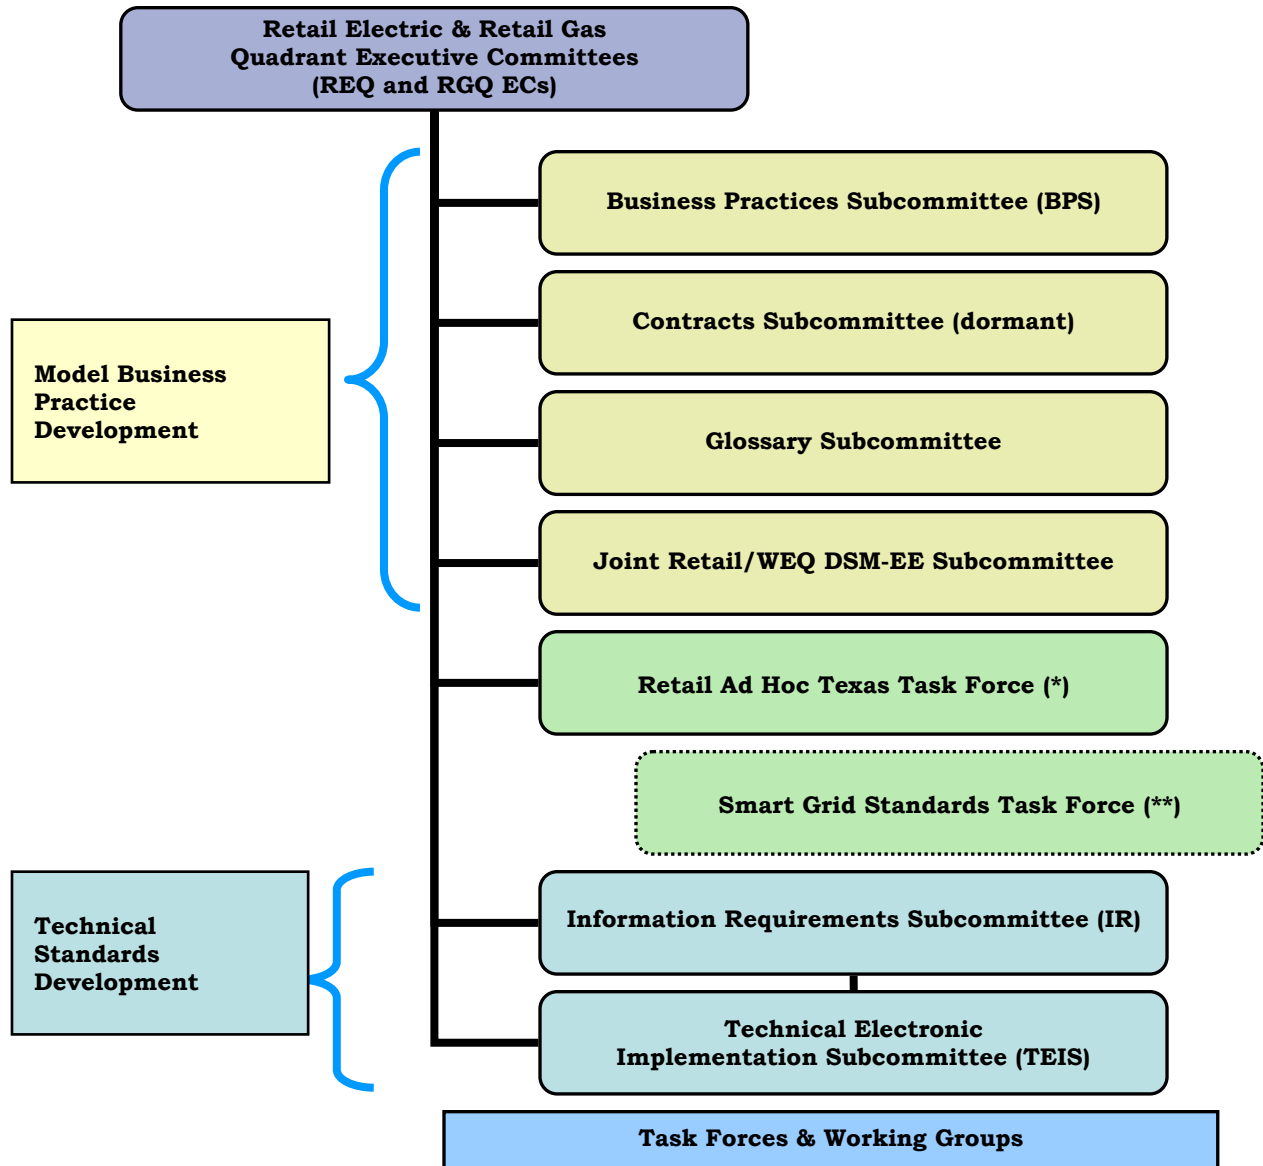 Retail Electric & Retail Gas
Quadrant Executive Committees
(REQ and RGQ ECs)
Business Practices Subcommittee (BPS)
Contracts Subcommittee (dormant)
Model Business
Practice
Development
Glossary Subcommittee
Joint Retail/WEQ DSM-EE Subcommittee
Retail Ad Hoc Texas Task Force (*)
Smart Grid Standards Task Force (**)
Information Requirements Subcommittee (IR)
Technical
Standards
Development
Technical Electronic
Implementation Subcommittee (TEIS)
Task Forces & Working Groups